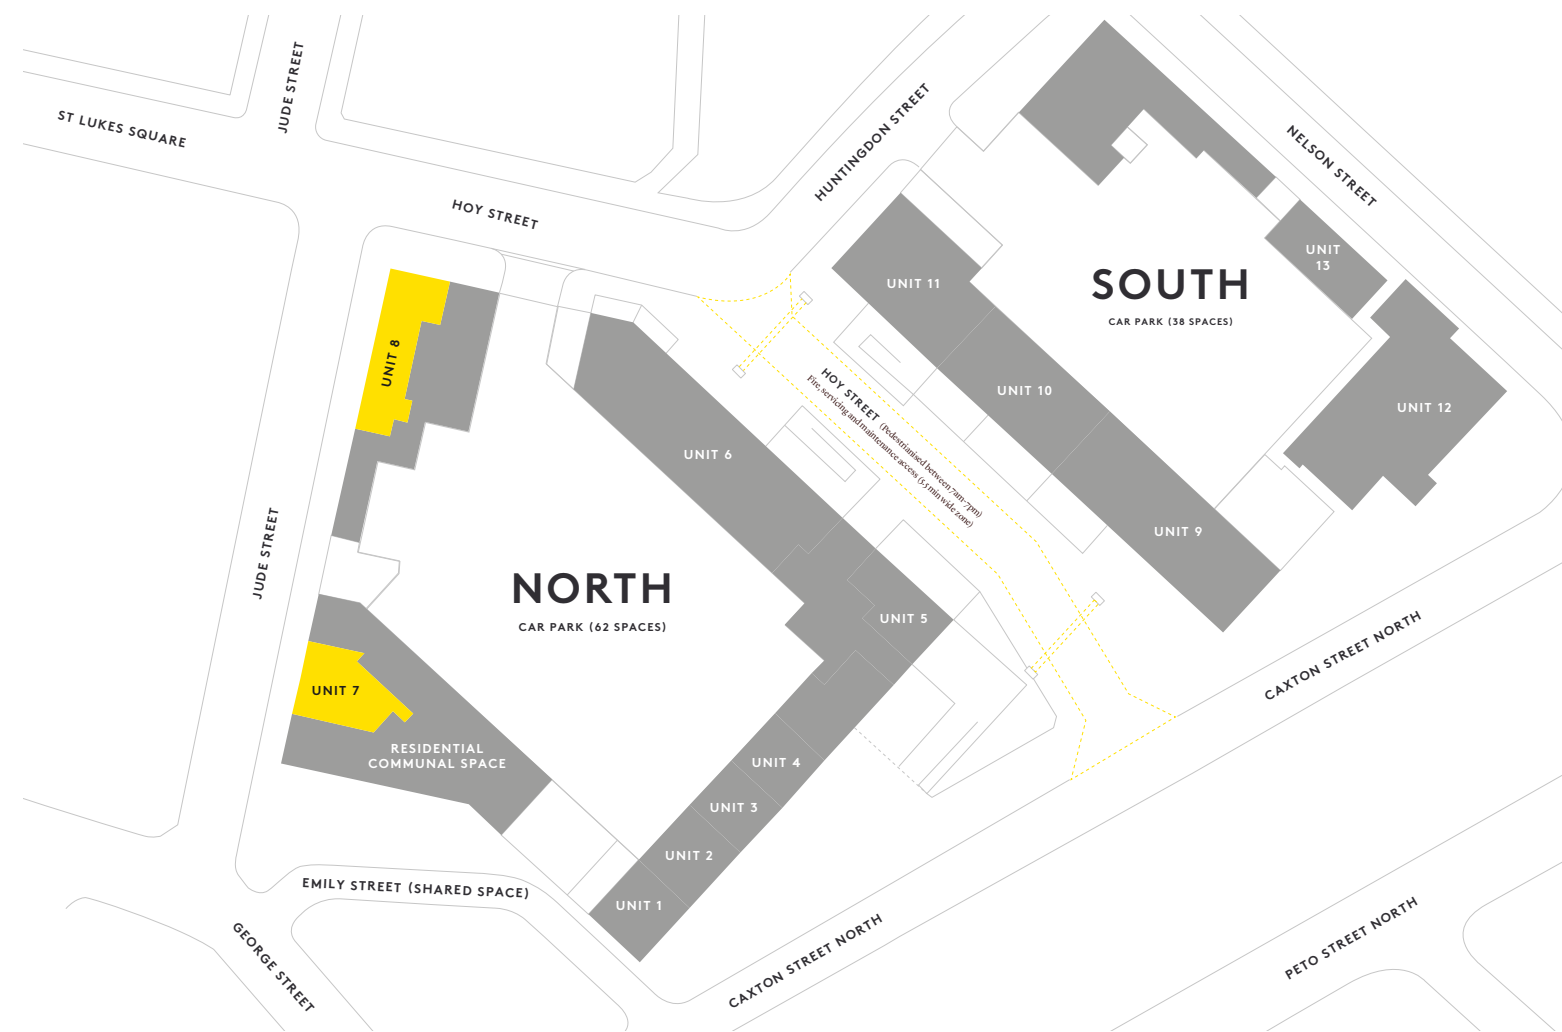 JUDE STREET
ST LUKES SQUARE
HOY STREET
HUNTINGDON STREET
NELSON STREET
UNIT
13
UNIT 11
SOUTH
CAR PARK (38 SPACES)
UNIT 8
UNIT 10
UNIT 12
HOY STREET (Pedestrianised between 7am-7pm)
Fire, servicing and maintenance access (3.5 min wide zone)
UNIT 6
UNIT 9
JUDE STREET
NORTH
CAR PARK (62 SPACES)
UNIT 5
CAXTON STREET NORTH
UNIT 7
RESIDENTIAL
COMMUNAL SPACE
UNIT 4
UNIT 3
UNIT 2
UNIT 1
EMILY STREET (SHARED SPACE)
GEORGE STREET
CAXTON STREET NORTH
PETO STREET NORTH